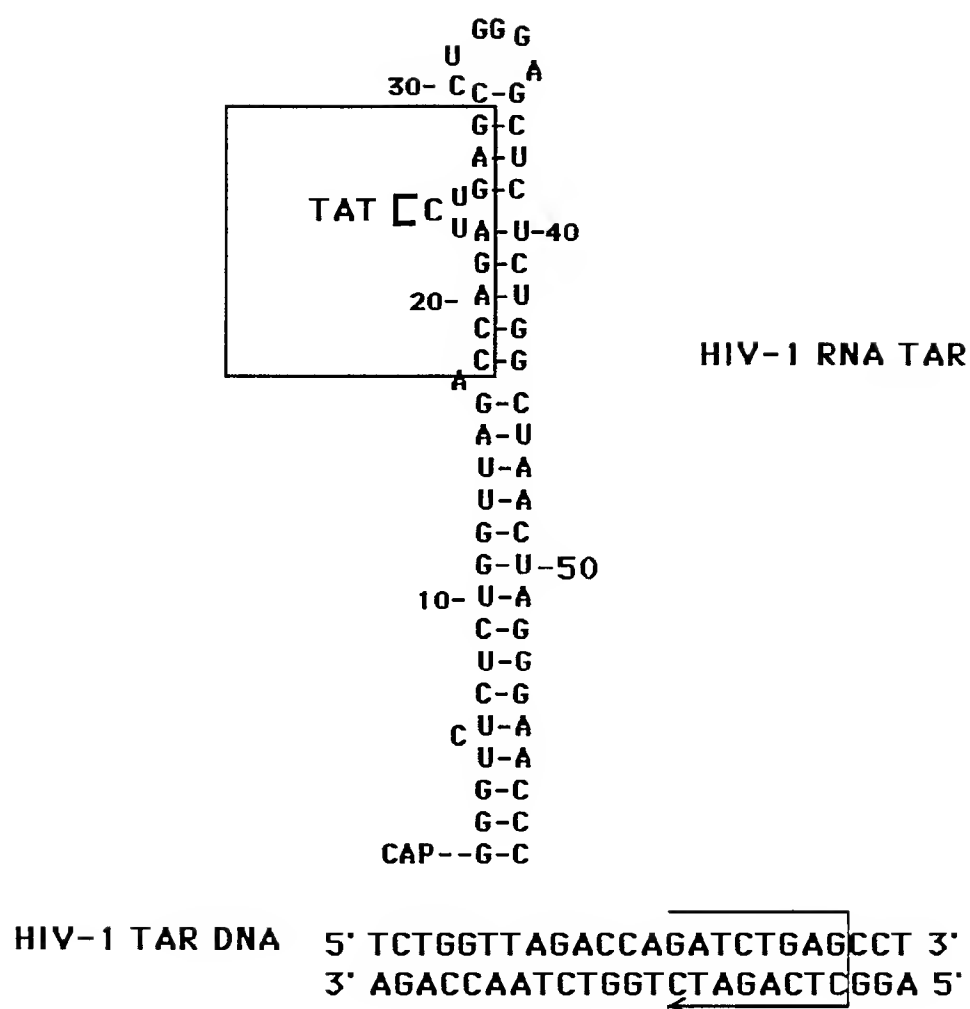 GG G
U
A
30- C C-G
G-C
A-U
U G-C
TAT [ C
U A-U-40
G-C
20- A-U
C-G
C-G
HIV-1 RNA TAR
A
G-C
A-U
U-A
U-A
G-C
G-U-50
10- U-A
C-G
U-G
C-G
C U-A
U-A
G-C
G-C
CAP--G-C
HIV-1 TAR DNA 5' TCTGGTTAGACCAGATCTGAGCCT 3'
3' AGACCAATCTGGTCTAGACTCGGA 5'